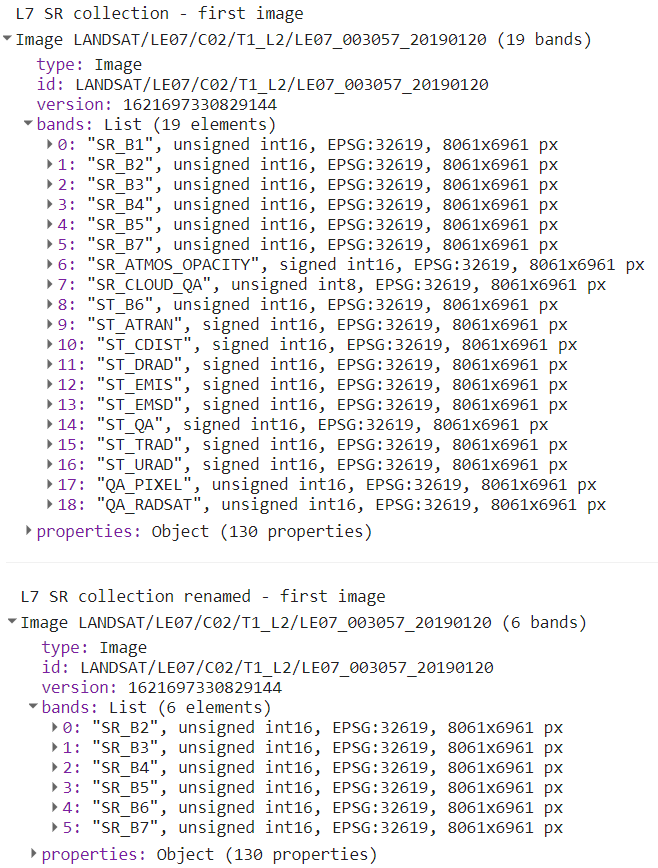 L7 SR collection - first image
Image LANDSAT/LE07/C02/T1_L2/LE07_003057_20190120 (19 bands)
type: Image
id: LANDSAT/LE07/C02/T1_L2/LE07_003057_20190120
version: 1621697330829144
bands: List (19 elements)
0: "SR_B1", unsigned int16, EPSG:32619, 8061x6961 px
1: "SR_B2", unsigned int16, EPSG:32619, 8061x6961 px
2: "SR_B3", unsigned int16, EPSG:32619, 8061x6961 px
3: "SR_B4", unsigned int16, EPSG:32619, 8061x6961 px
4: "SR_B5", unsigned int16, EPSG:32619, 8061x6961 px
5: "SR_B7", unsigned int16, EPSG:32619, 8061x6961 px
6: "SR_ATMOS_OPACITY", signed int16, EPSG:32619, 8061x6961 px
7: "SR_CLOUD_QA", unsigned int8, EPSG:32619, 8061x6961 px
8: "ST_B6", unsigned int16, EPSG:32619, 8061x6961 px
9: "ST_ATRAN", signed int16, EPSG:32619, 8061x6961 px
10: "ST_CDIST", signed int16, EPSG:32619, 8061x6961 px
11: "ST_DRAD", signed int16, EPSG:32619, 8061x6961 px
12: "ST_EMIS", signed int16, EPSG:32619, 8061x6961 px
13: "ST_EMSD", signed int16, EPSG:32619, 8061x6961 px
14: "ST_QA", signed int16, EPSG:32619, 8061x6961 px
15: "ST_TRAD", signed int16, EPSG:32619, 8061x6961 px
16: "ST_URAD", signed int16, EPSG:32619, 8061x6961 px
17: "QA_PIXEL", unsigned int16, EPSG:32619, 8061x6961 px
18: "QA_RADSAT", unsigned int16, EPSG:32619, 8061x6961 px
properties: Object (130 properties)
L7 SR collection renamed - first image
Image LANDSAT/LE07/C02/T1_L2/LE07_003057_20190120 (6 bands)
type: Image
id: LANDSAT/LE07/C02/T1_L2/LE07_003057_20190120
version: 1621697330829144
bands: List (6 elements)
0: "SR_B2", unsigned int16, EPSG:32619, 8061x6961 px
1: "SR_B3", unsigned int16, EPSG:32619, 8061x6961 px
2: "SR_B4", unsigned int16, EPSG:32619, 8061x6961 px
3: "SR_B5", unsigned int16, EPSG:32619, 8061x6961 px
4: "SR_B6", unsigned int16, EPSG:32619, 8061x6961 px
5: "SR_B7", unsigned int16, EPSG:32619, 8061x6961 px
properties: Object (130 properties)